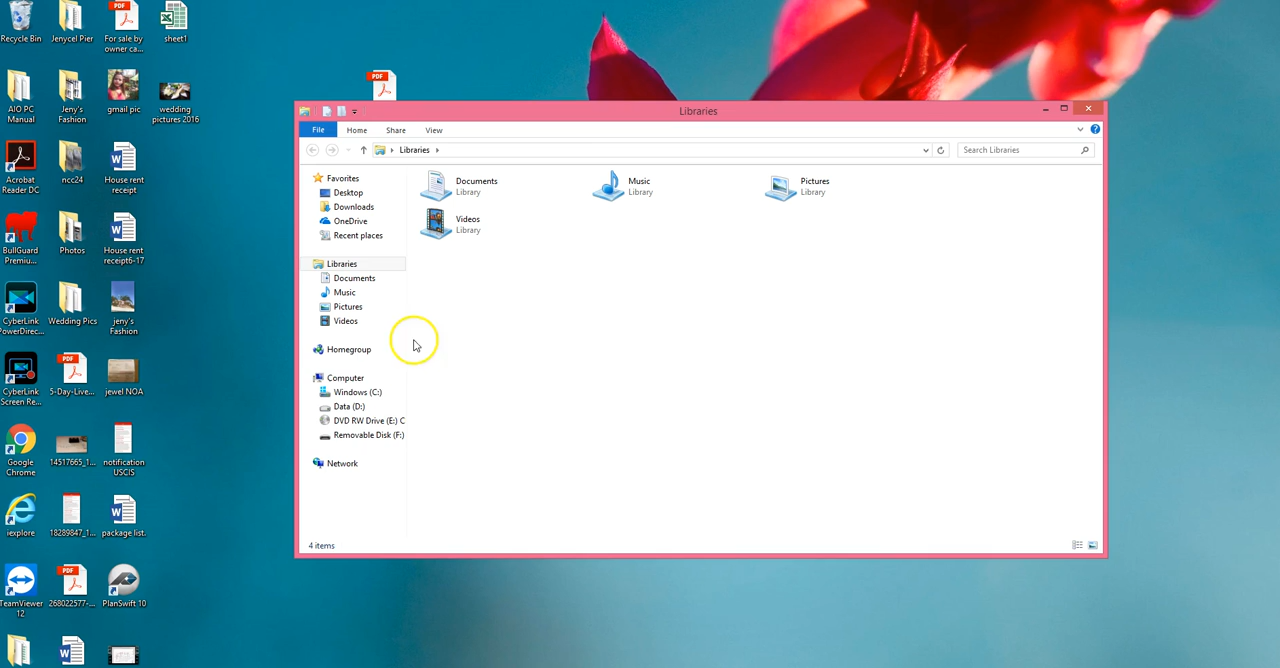 Recycle Bin
Jenycel Pier
PDF
For sale by
owner ca...
sheet1
AIO PC
Manual
Jeny's
Fashion
gmail pic
wedding
pictures 2016
Acrobat
Reader DC
ncc24
House rent
receipt
BullGuard
Premiu...
Photos
House rent
receipt6-17
CyberLink
PowerDirec...
Wedding Pics
jeny's
Fashion
CyberLink
Screen Re...
PDF
5-Day-Live...
jewel NOA
Google
Chrome
14517665_1...
notification
USCIS
iexplore
18289847_1...
package list.
TeamViewer
12
PDF
268022577-...
PlanSwift 10
PDF
Libraries
File
Home
Share
View
Libraries
Search Libraries
Favorites
Desktop
Downloads
OneDrive
Recent places
Libraries
Documents
Music
Pictures
Videos
Homegroup
Computer
Windows (C:)
Data (D:)
DVD RW Drive (E:) C
Removable Disk (F:)
Network
Documents
Library
Music
Library
Pictures
Library
Videos
Library
4 items